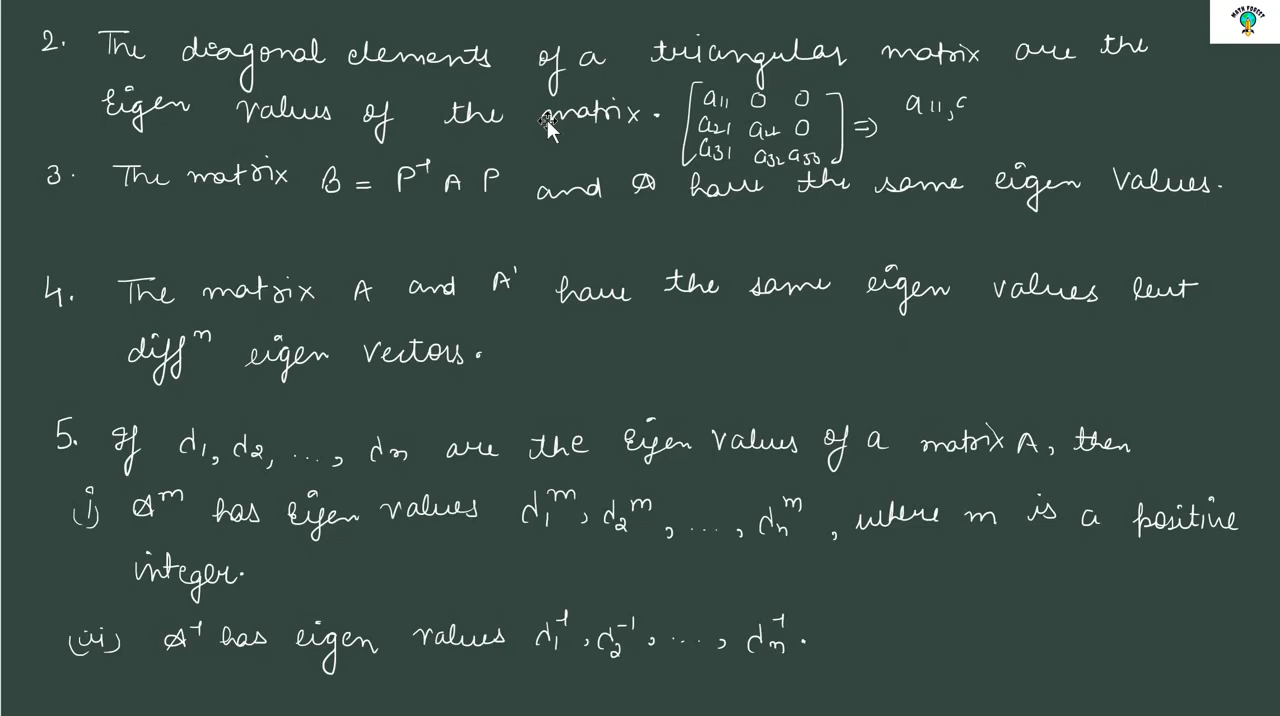 MATH FOREST
2. The diagonal elements of a triangular matrix are the
Eigen values of the matrix. [a11 0 0
a21 a22 0
a31 a32 a33] => a11,
3. The matrix B = P⁻¹ A P and A have the same eigen values.
4. The matrix A and A' have the same eigen values but
diffⁿ eigen vectors.
5. If d1, d2, ..., dn are the Eigen values of a matrix A, then
(i) Aᵐ has Eigen values d1ᵐ, d2ᵐ, ..., dnᵐ, where m is a positive
integer.
(ii) A⁻¹ has eigen values d1⁻¹, d2⁻¹, ..., dn⁻¹.